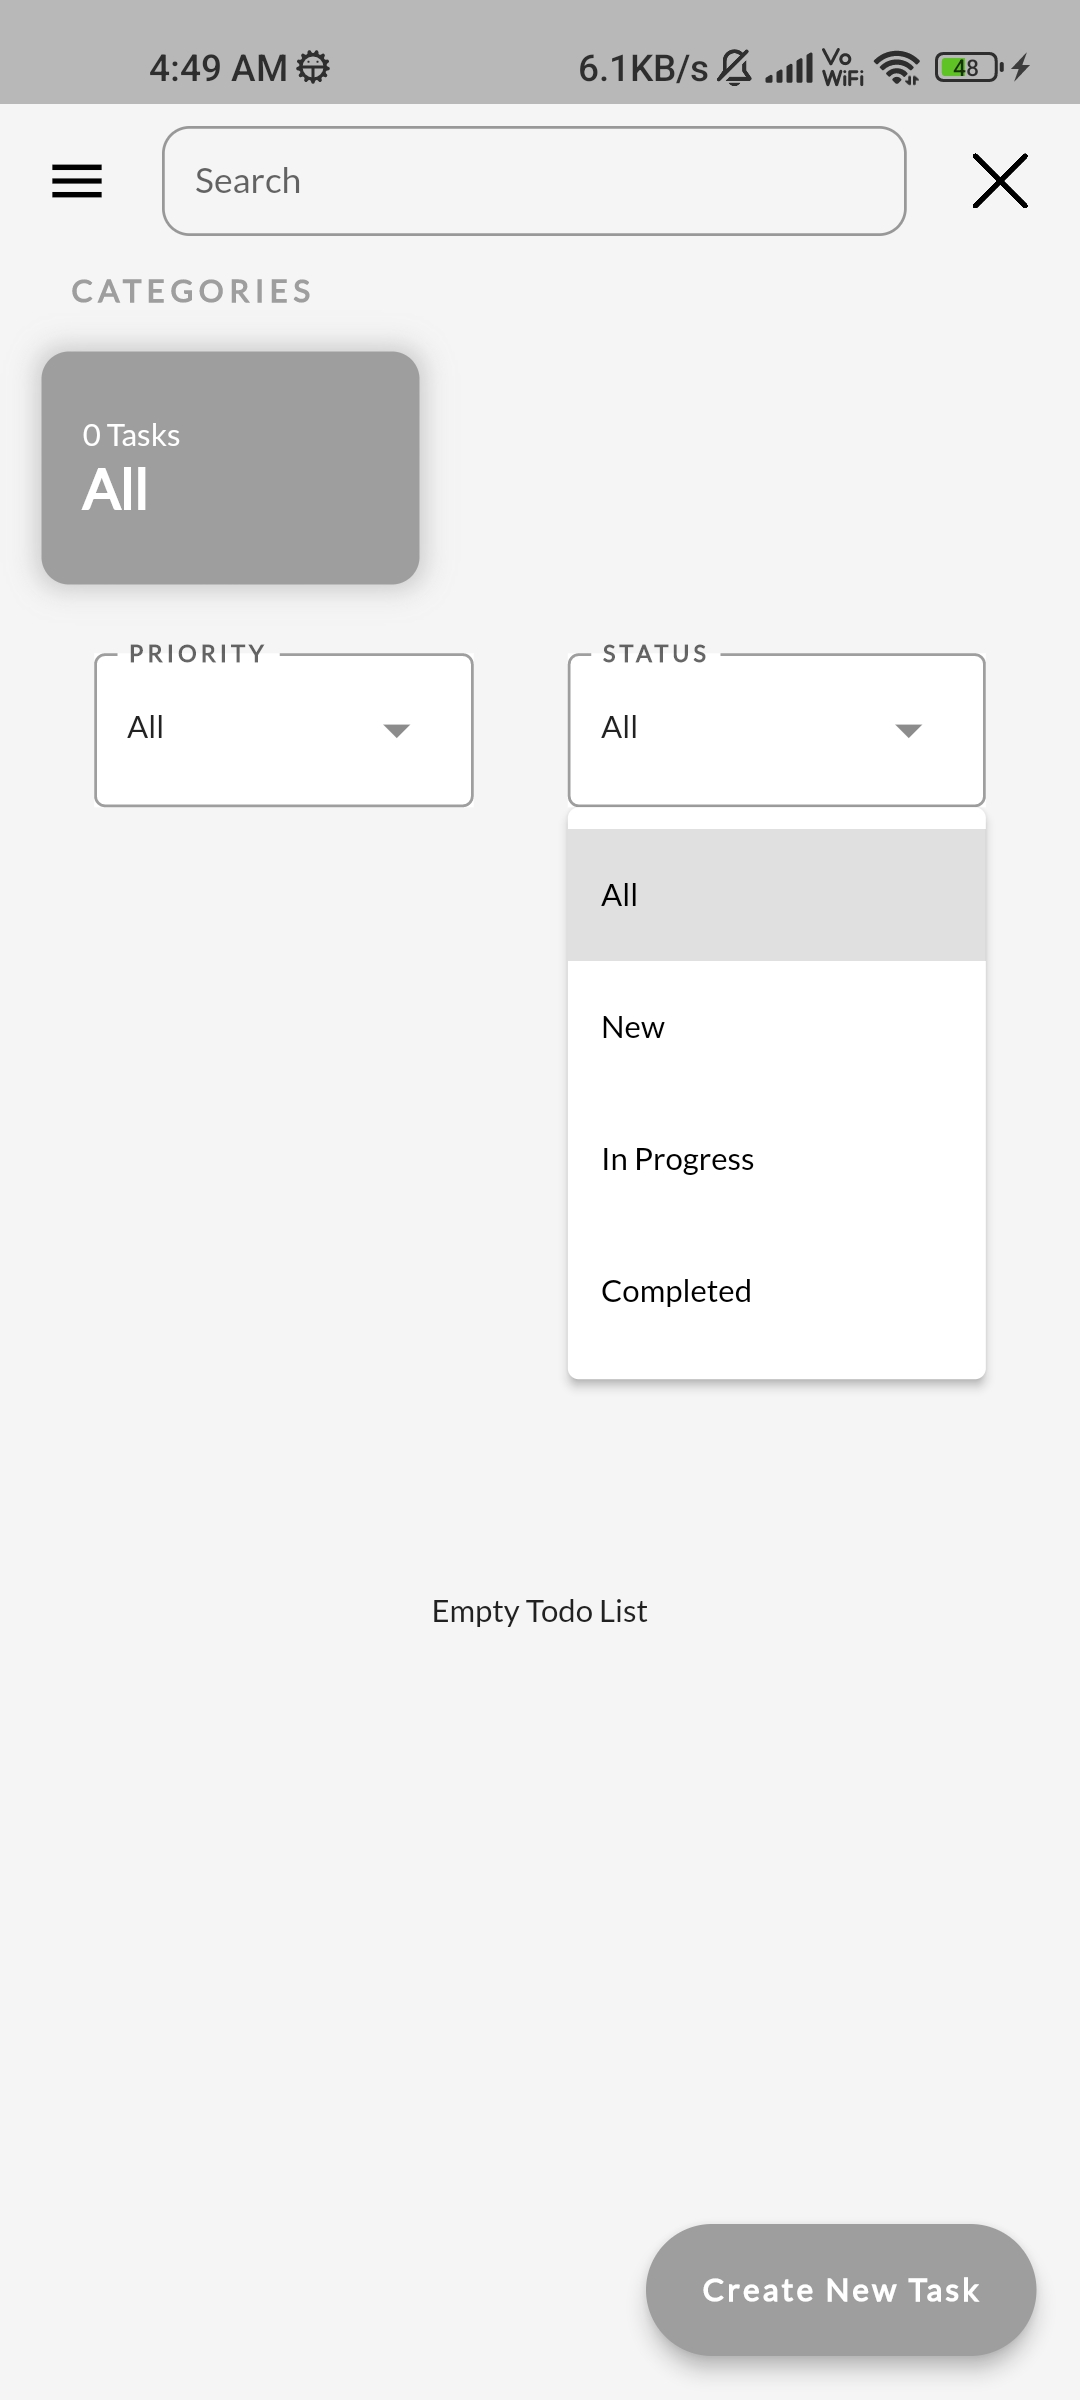 4:49 AM 6.1KB/s Vo WiFi 48
Search
CATEGORIES
0 Tasks
All
PRIORITY STATUS
All All
All
New
In Progress
Completed
Empty Todo List
Create New Task